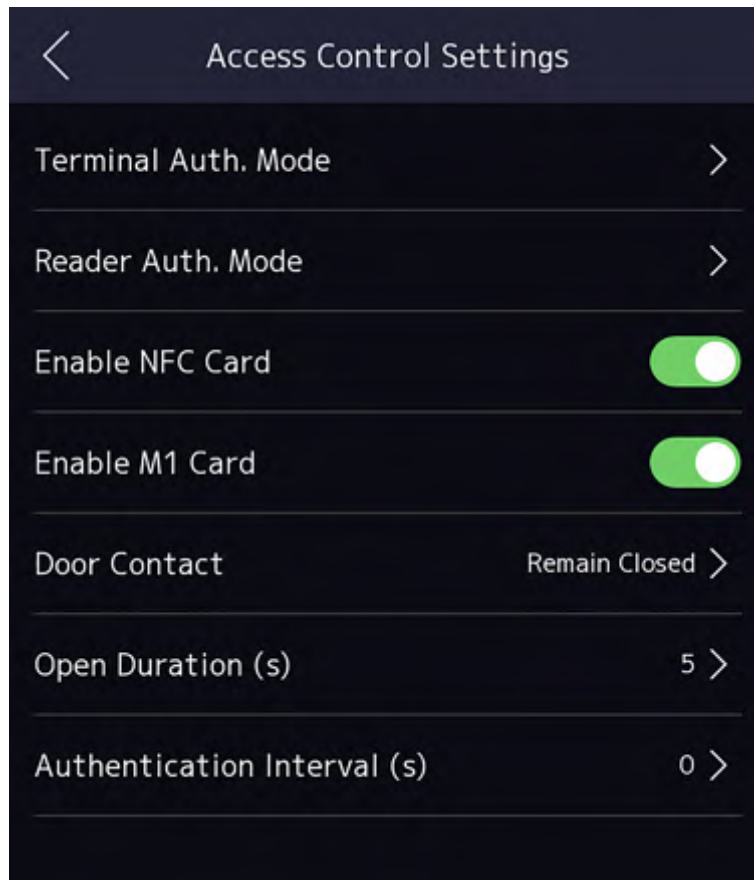 Access Control Settings
Terminal Auth. Mode
Reader Auth. Mode
Enable NFC Card
Enable M1 Card
Door Contact Remain Closed
Open Duration (s) 5
Authentication Interval (s) 0